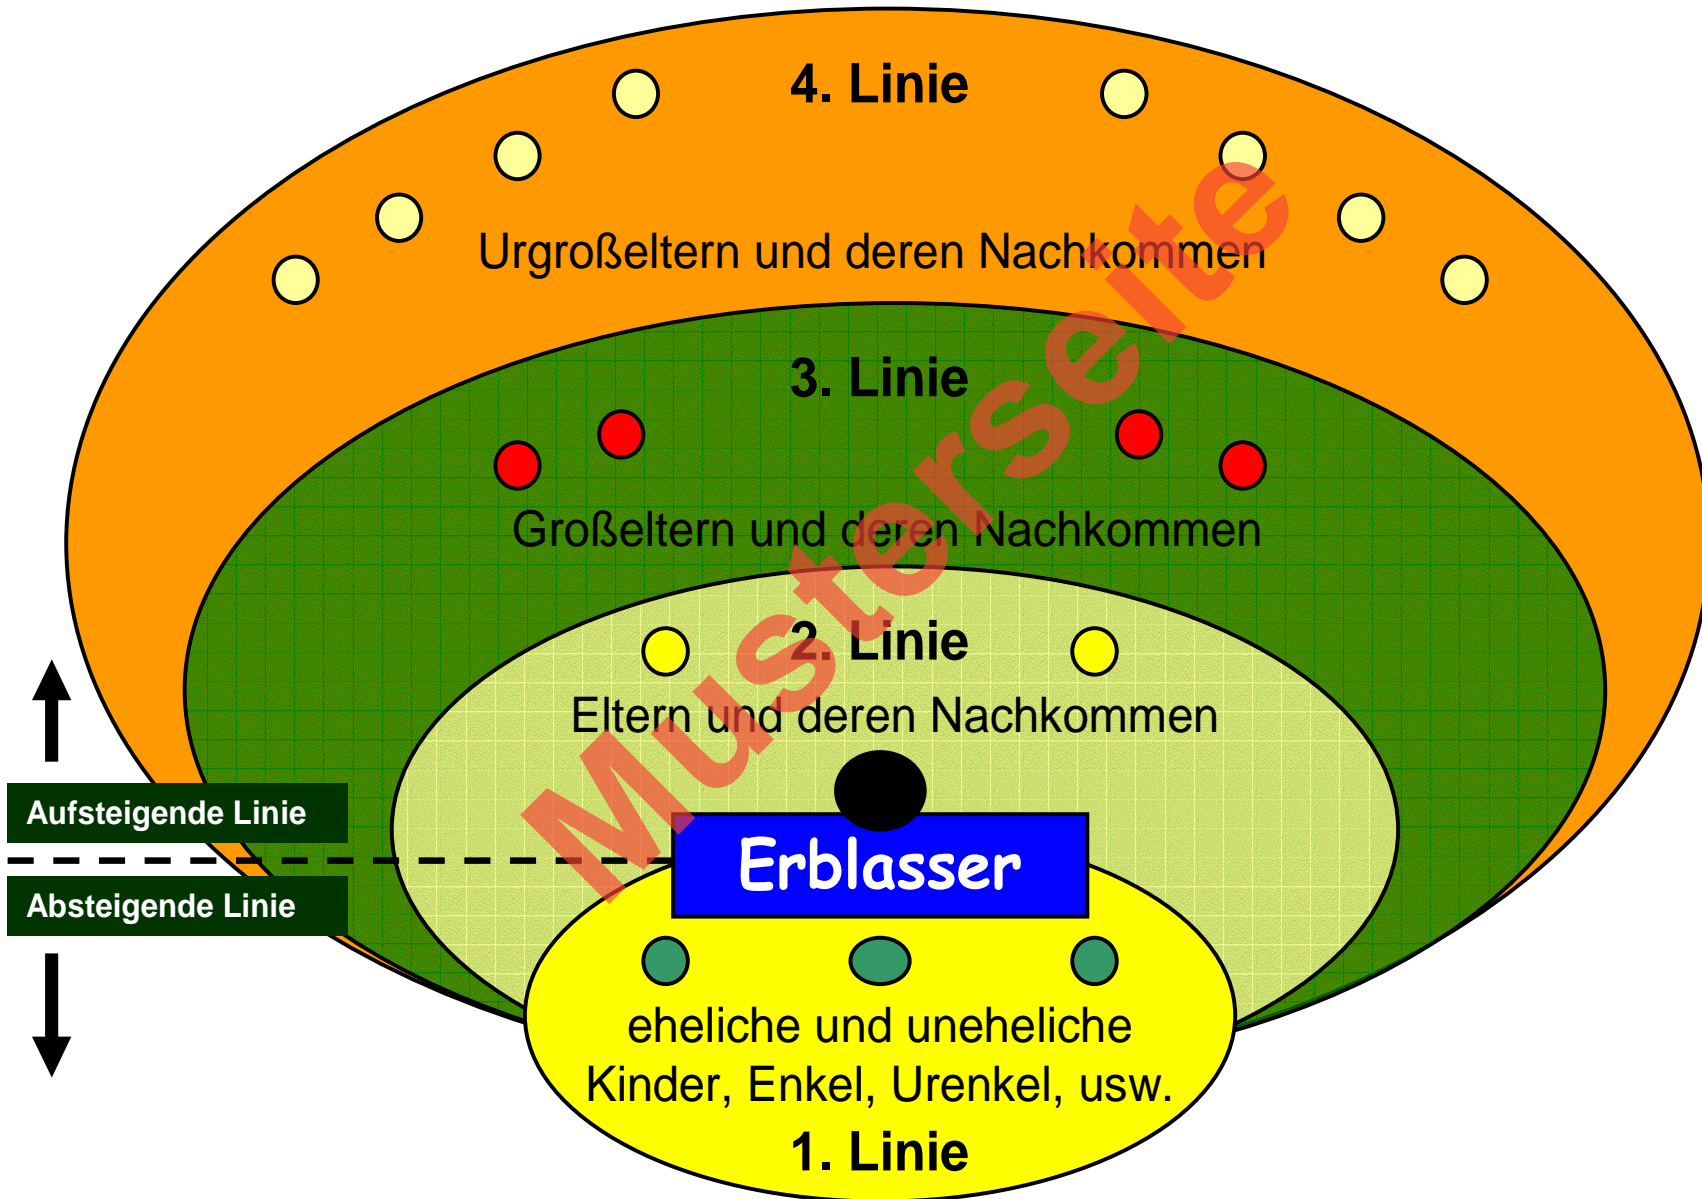 4. Linie
Urgroßeltern und deren Nachkommen
3. Linie
Großeltern und deren Nachkommen
2. Linie
Eltern und deren Nachkommen
Aufsteigende Linie
Erblasser
Absteigende Linie
eheliche und uneheliche
Kinder, Enkel, Urenkel, usw.
1. Linie
Musterseite